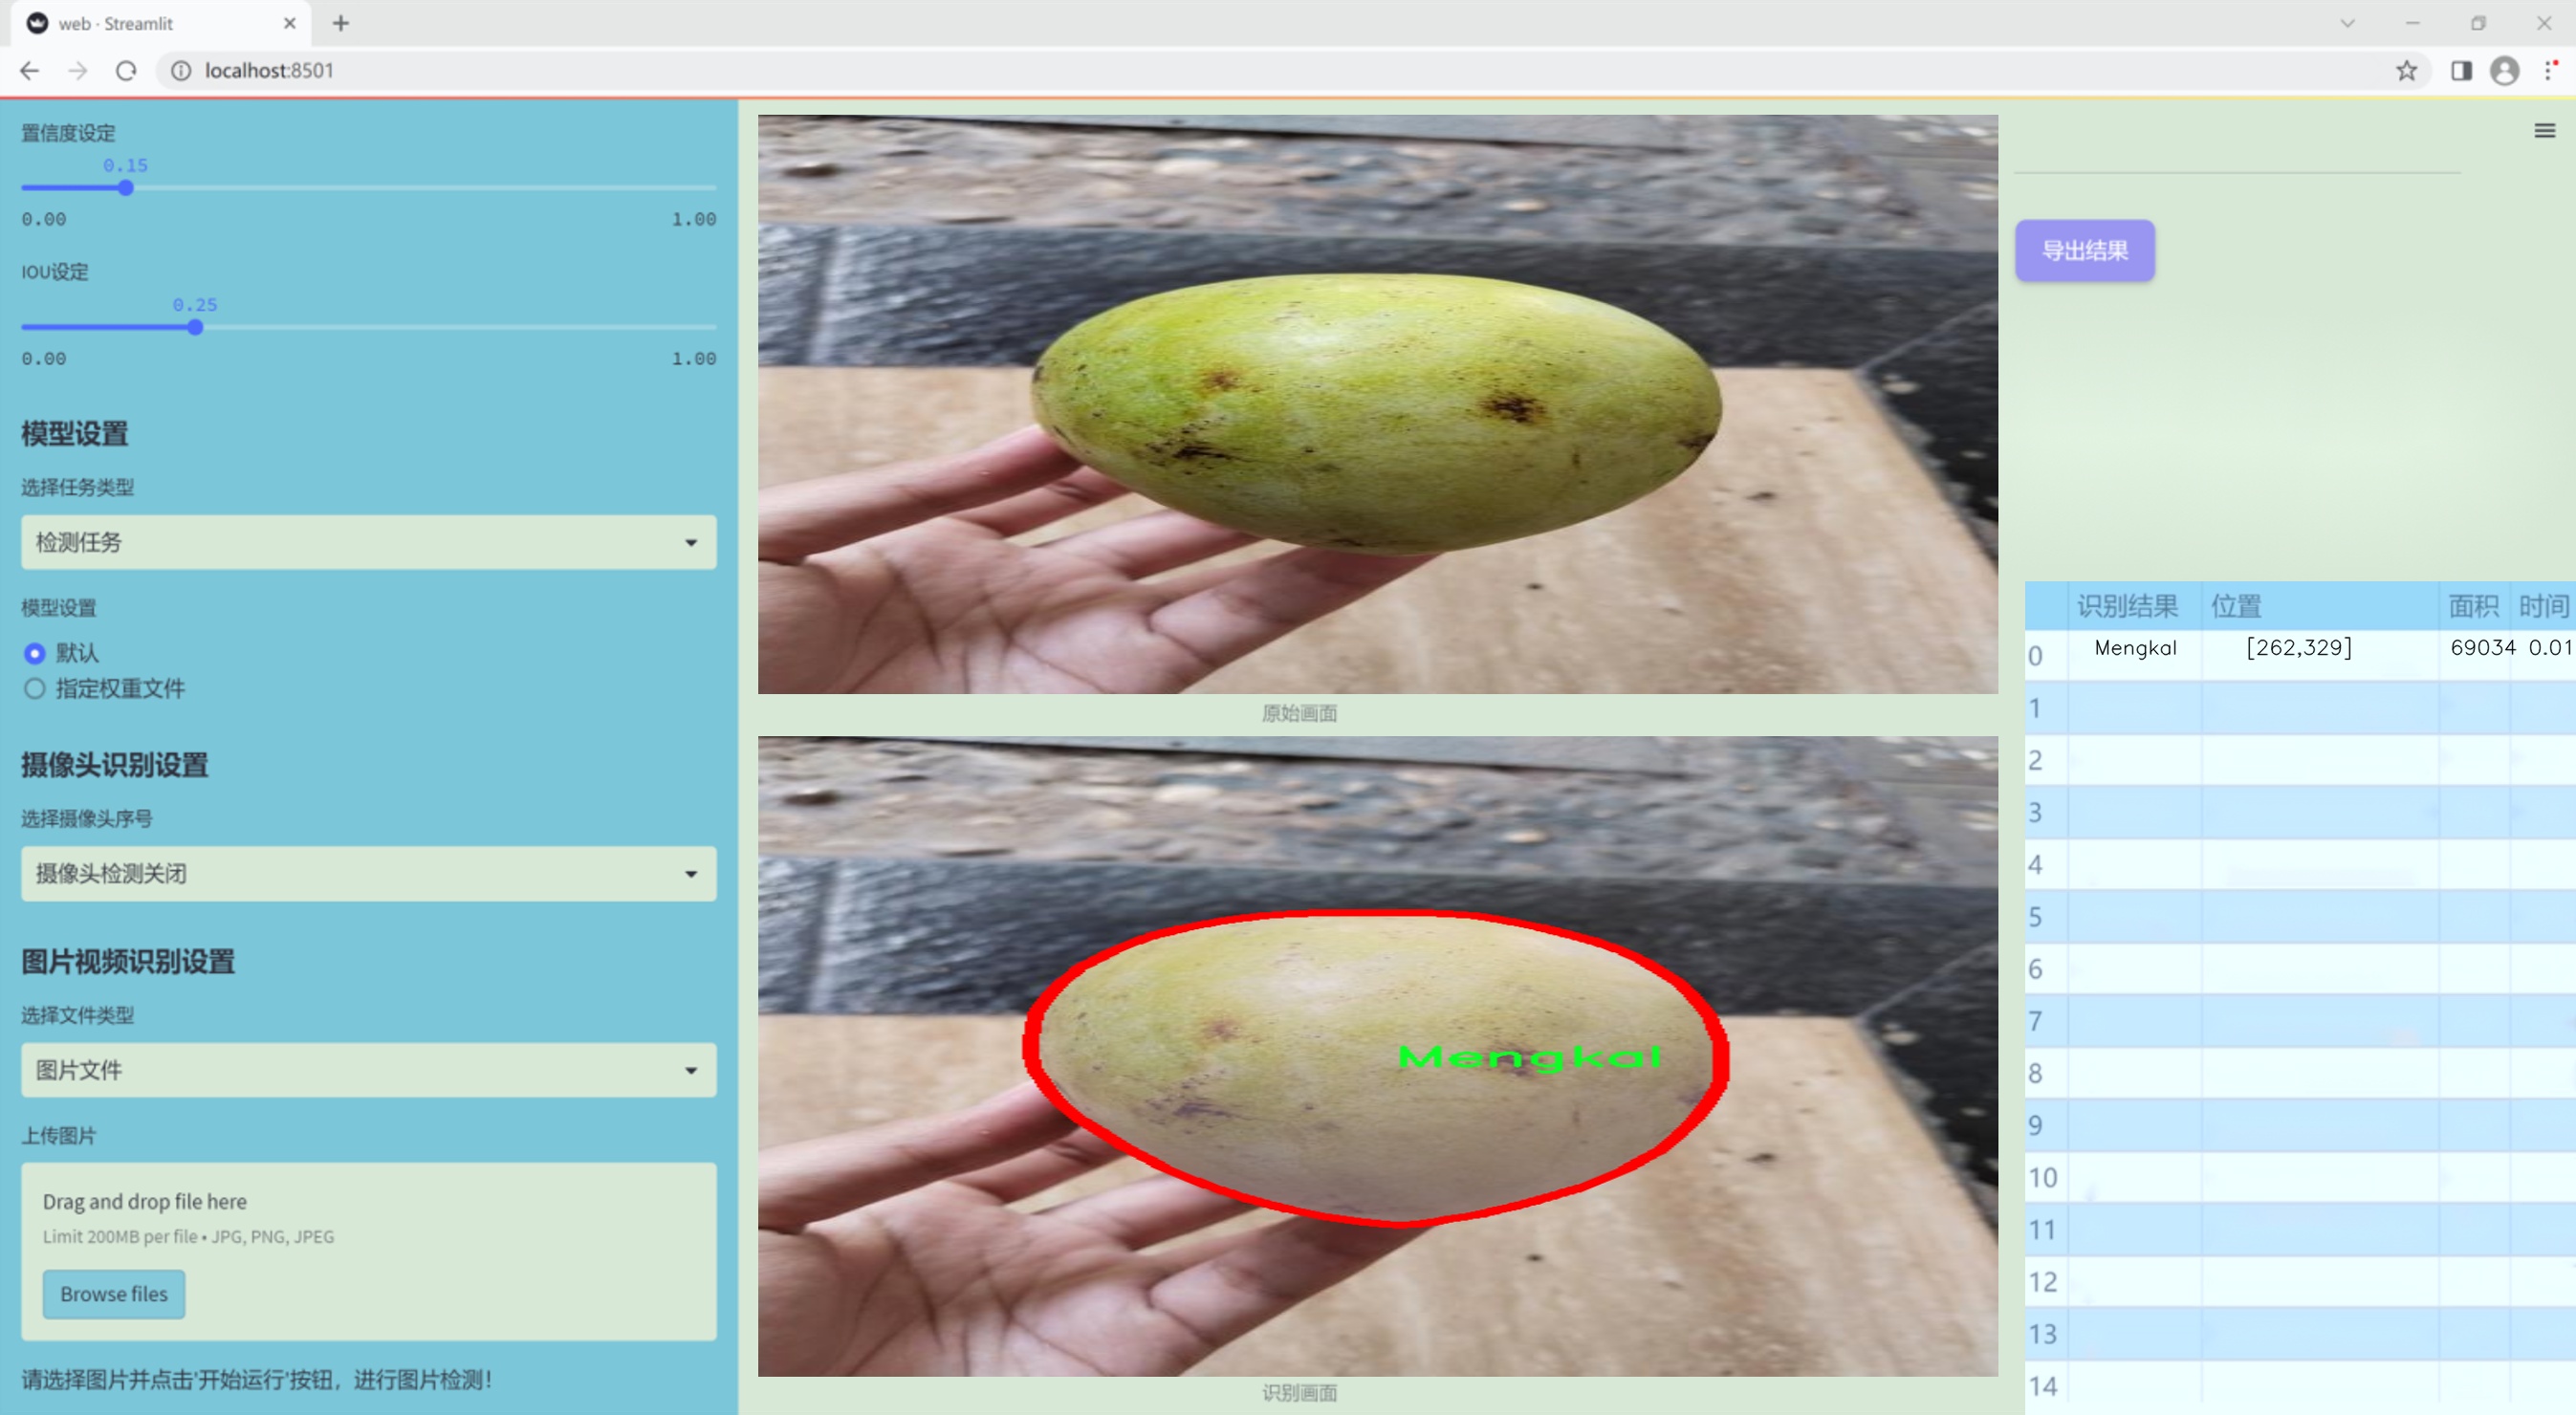 web · Streamlit
localhost:8501
置信度设定
0.15
0.00 1.00
IOU设定
0.25
0.00 1.00
模型设置
选择任务类型
检测任务
模型设置
默认
指定权重文件
摄像头识别设置
选择摄像头序号
摄像头检测关闭
图片视频识别设置
选择文件类型
图片文件
上传图片
Drag and drop file here
Limit 200MB per file • JPG, PNG, JPEG
Browse files
请选择图片并点击'开始运行'按钮，进行图片检测！
原始画面
Mengkal
识别画面
导出结果
识别结果 位置 面积 时间
0 Mengkal [262,329] 69034 0.01
1
2
3
4
5
6
7
8
9
10
11
12
13
14